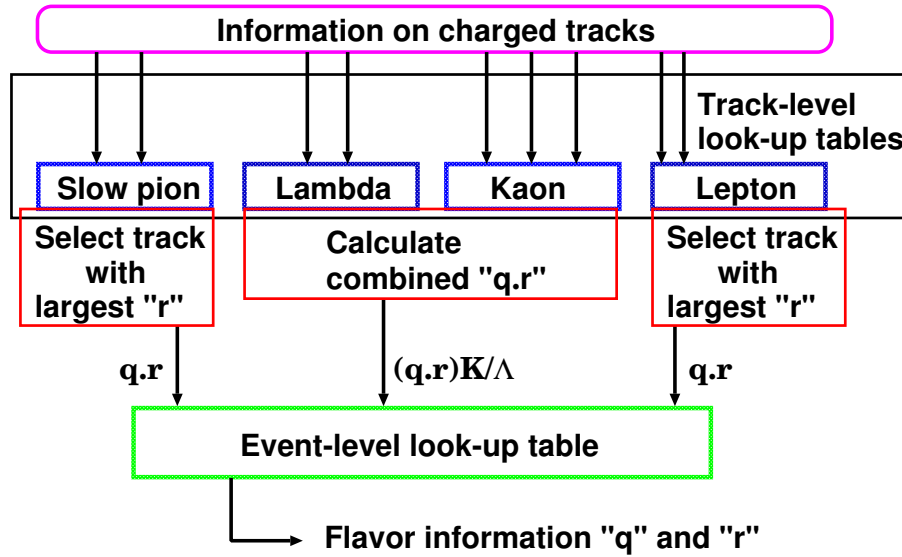 Information on charged tracks
Track-level
look-up tables
Slow pion
Lambda
Kaon
Lepton
Select track
with
largest "r"
Calculate
combined "q.r"
Select track
with
largest "r"
q.r
(q.r)K/Λ
q.r
Event-level look-up table
Flavor information "q" and "r"